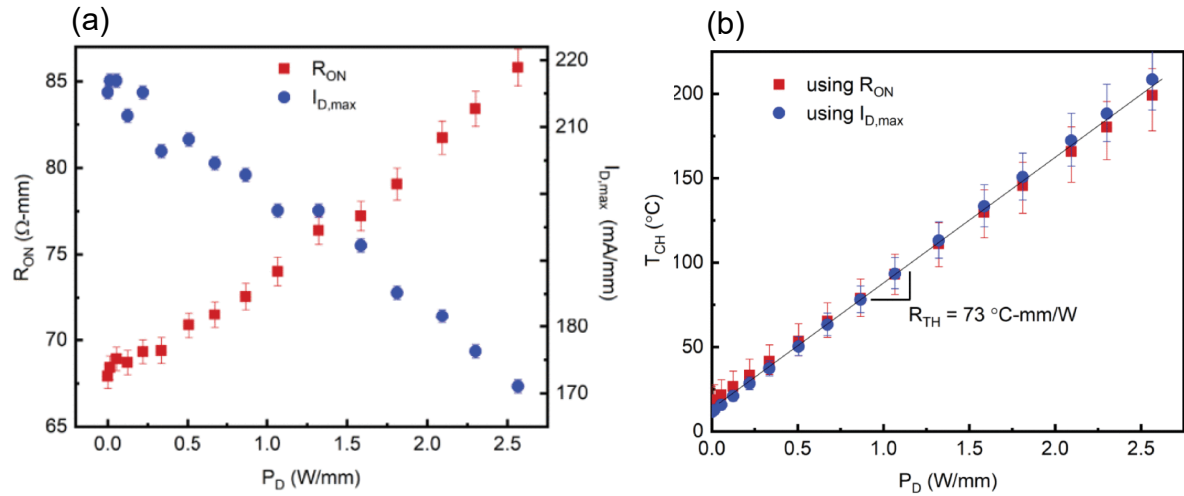 (a)
R_ON
I_D,max
85
80
75
70
65
R_ON (Ω-mm)
220
210
180
170
I_D,max (mA/mm)
0.0 0.5 1.0 1.5 2.0 2.5
P_D (W/mm)
(b)
using R_ON
using I_D,max
200
150
100
50
0
T_CH (°C)
R_TH = 73 °C-mm/W
0.0 0.5 1.0 1.5 2.0 2.5
P_D (W/mm)